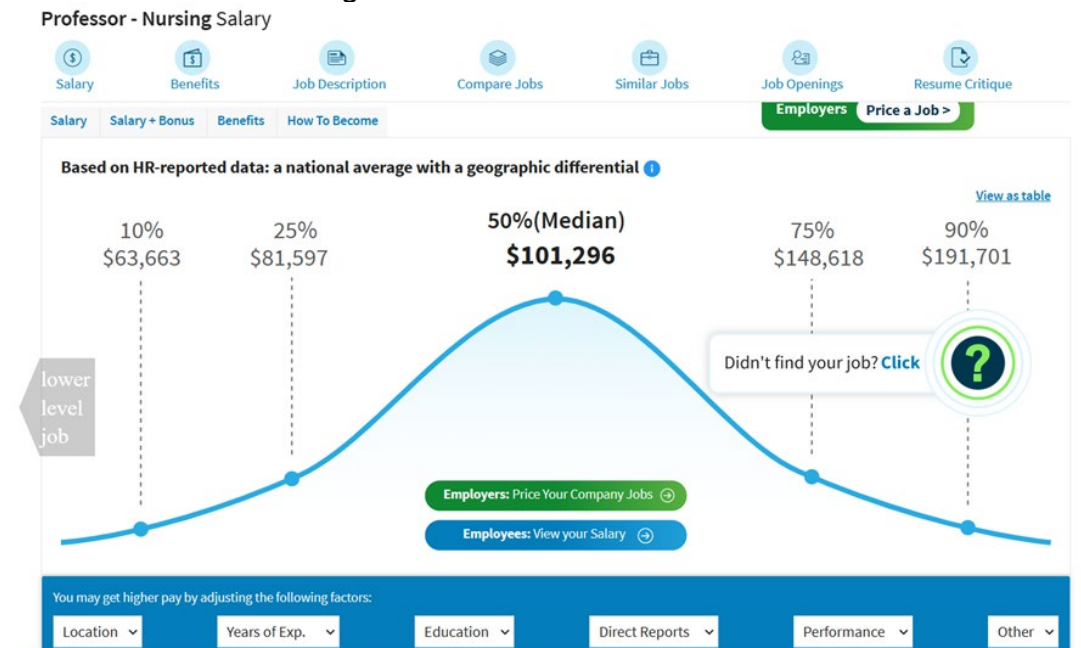 Professor - Nursing Salary
Salary
Benefits
Job Description
Compare Jobs
Similar Jobs
Job Openings
Resume Critique
Salary
Salary + Bonus
Benefits
How To Become
Employers
Price a Job >
Based on HR-reported data: a national average with a geographic differential
View as table
10%
$63,663
25%
$81,597
50%(Median)
$101,296
75%
$148,618
90%
$191,701
Didn't find your job? Click
?
lower
level
job
Employers: Price Your Company Jobs
Employees: View your Salary
You may get higher pay by adjusting the following factors:
Location
Years of Exp.
Education
Direct Reports
Performance
Other